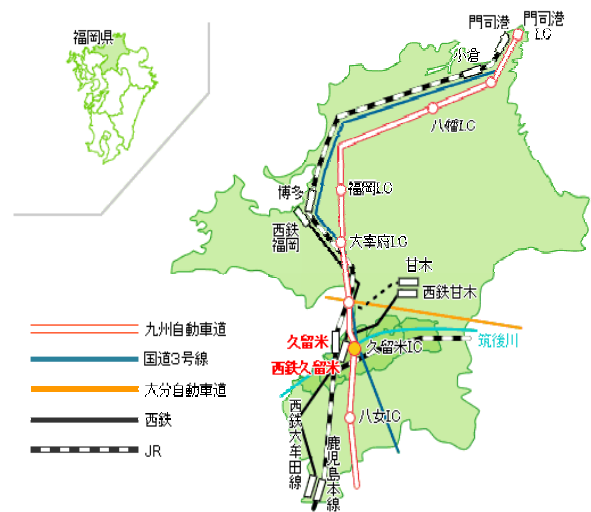 福岡県
門司港
門司港
I.C
小倉
八幡I.C
博多
福岡I.C
西鉄
福岡
大宰府I.C
甘木
西鉄甘木
久留米
久留米IC
筑後川
西鉄久留米
八女IC
西鉄大牟田線
鹿児島本線
九州自動車道
国道3号線
大分自動車道
西鉄
JR